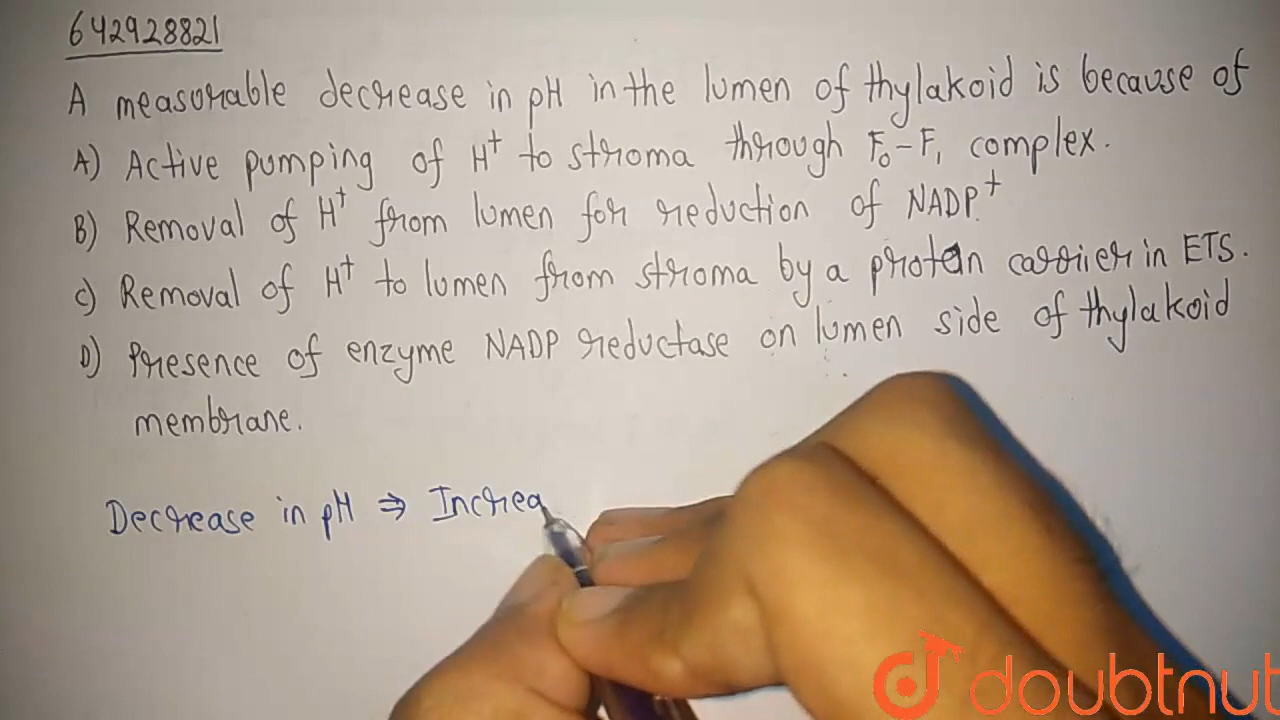 642928821
A measurable decrease in pH in the lumen of thylakoid is because of
A) Active pumping of H⁺ to stroma through F₀-F₁ complex.
B) Removal of H⁺ from lumen for reduction of NADP⁺.
C) Removal of H⁺ to lumen from stroma by a proton carrier in ETS.
D) Presence of enzyme NADP reductase on lumen side of thylakoid
membrane.
Decrease in pH ⇒ Increa
doubtnut